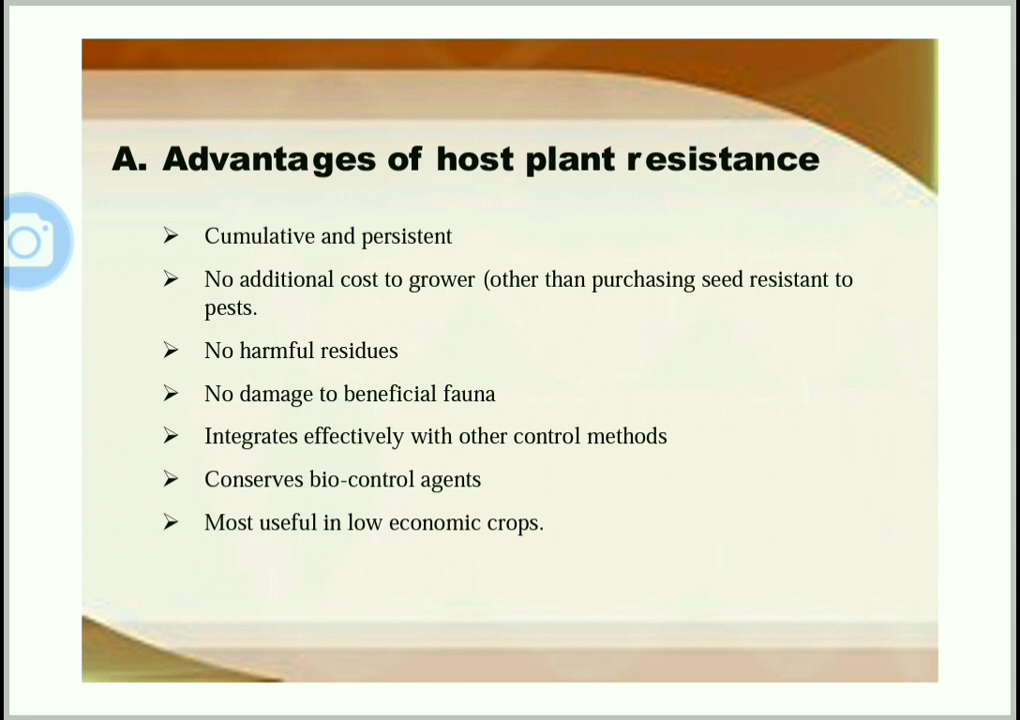 A. Advantages of host plant resistance
➢ Cumulative and persistent
➢ No additional cost to grower (other than purchasing seed resistant to
pests.
➢ No harmful residues
➢ No damage to beneficial fauna
➢ Integrates effectively with other control methods
➢ Conserves bio-control agents
➢ Most useful in low economic crops.